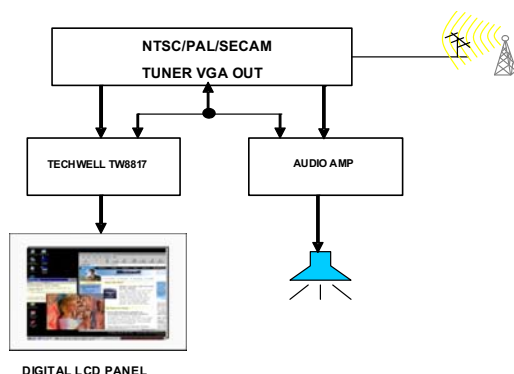 NTSC/PAL/SECAM
TUNER VGA OUT
TECHWELL TW8817
AUDIO AMP
DIGITAL LCD PANEL